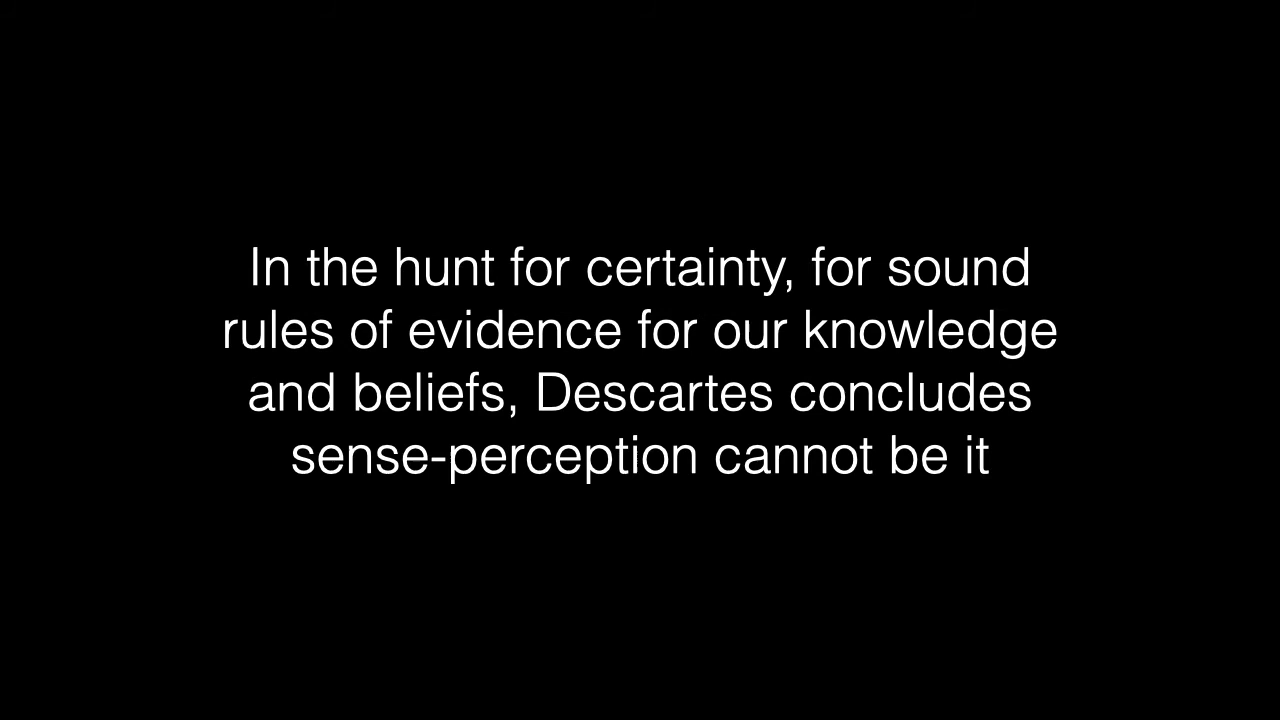 In the hunt for certainty, for sound
rules of evidence for our knowledge
and beliefs, Descartes concludes
sense-perception cannot be it